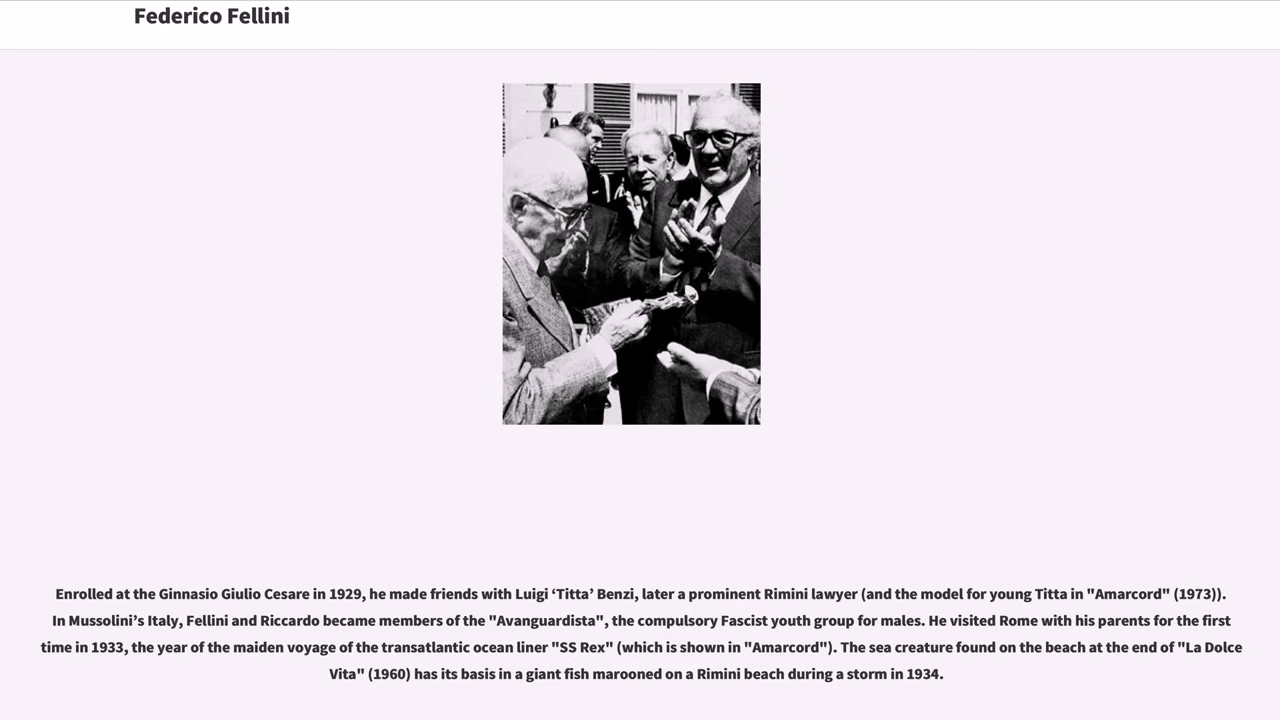 Federico Fellini
Enrolled at the Ginnasio Giulio Cesare in 1929, he made friends with Luigi ‘Titta’ Benzi, later a prominent Rimini lawyer (and the model for young Titta in "Amarcord" (1973)).
In Mussolini’s Italy, Fellini and Riccardo became members of the "Avanguardista", the compulsory Fascist youth group for males. He visited Rome with his parents for the first
time in 1933, the year of the maiden voyage of the transatlantic ocean liner "SS Rex" (which is shown in "Amarcord"). The sea creature found on the beach at the end of "La Dolce
Vita" (1960) has its basis in a giant fish marooned on a Rimini beach during a storm in 1934.